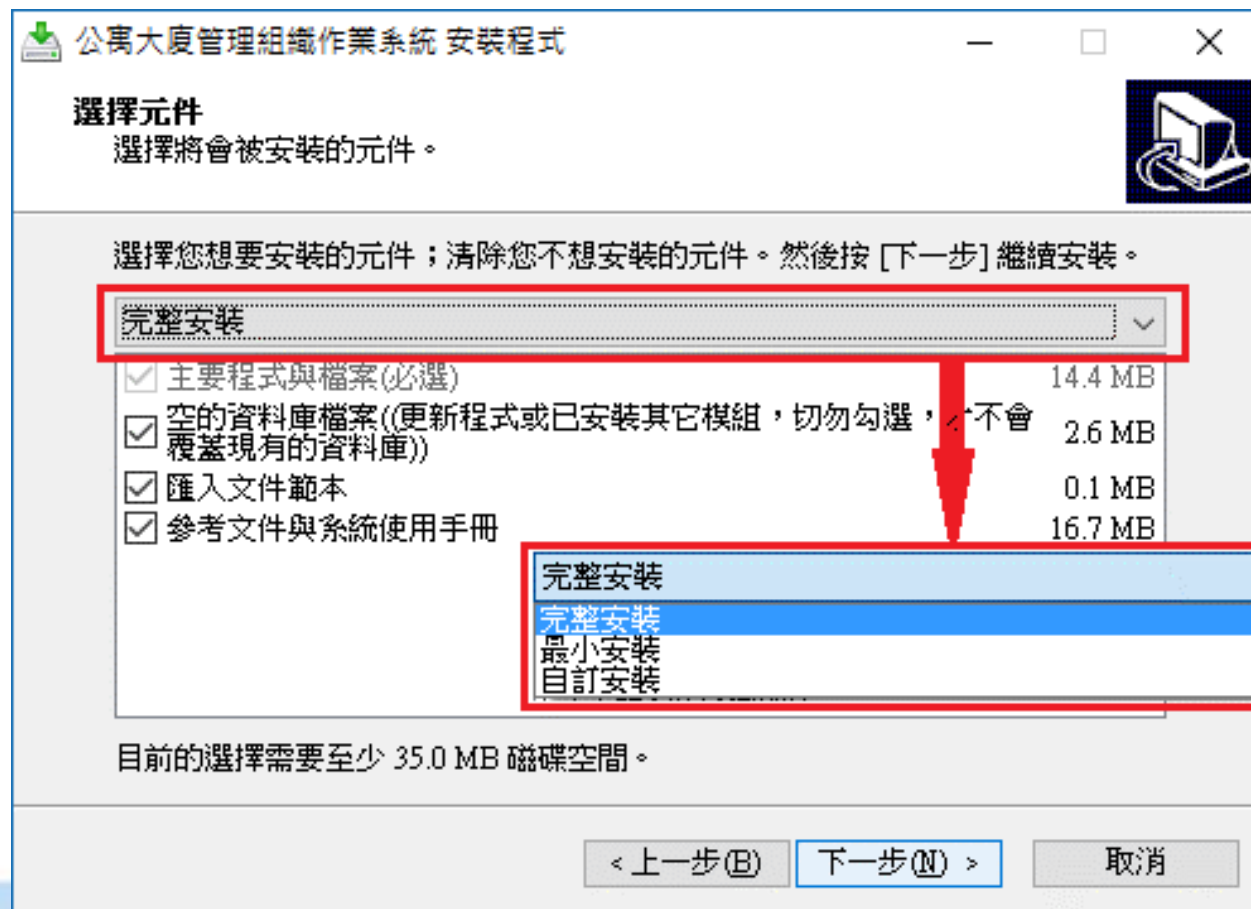 公寓大廈管理組織作業系統 安裝程式
選擇元件
選擇將會被安裝的元件。
選擇您想要安裝的元件；清除您不想安裝的元件。然後按 [下一步] 繼續安裝。
完整安裝
主要程式與檔案(必選) 14.4 MB
空的資料庫檔案((更新程式或已安裝其它模組，切勿勾選，不會 2.6 MB
覆蓋現有的資料庫))
匯入文件範本 0.1 MB
參考文件與系統使用手冊 16.7 MB
完整安裝
完整安裝
最小安裝
自訂安裝
目前的選擇需要至少 35.0 MB 磁碟空間。
< 上一步(B) 下一步(N) > 取消